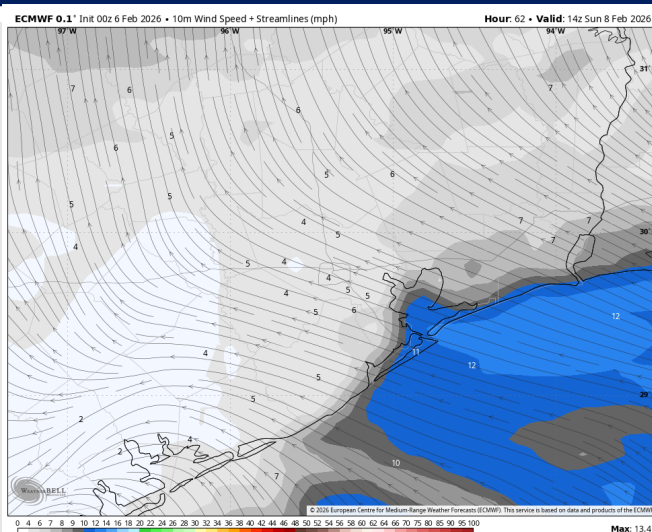 ECMWF 0.1° Init 00z 6 Feb 2026 • 10m Wind Speed + Streamlines (mph) Hour: 62 • Valid: 14z Sun 8 Feb 2026
97°W 96°W 95°W 94°W
31°
7 6 7
6
5
6
5 6
5 5
4 7 7
30°
4 5 7
5 4
4
4 5 5
5 6 12
4 11
12
5
29°
5
2
4
2
10
7
WEATHERBELL
© 2026 European Centre for Medium-Range Weather Forecasts (ECMWF). This service is based on data and products of the ECMWF
0 4 6 7 8 9 10 12 14 16 18 20 22 24 26 28 30 32 34 36 38 40 42 44 46 48 50 52 54 56 58 60 62 64 66 68 70 75 80 85 90 95 100
Max: 13.4